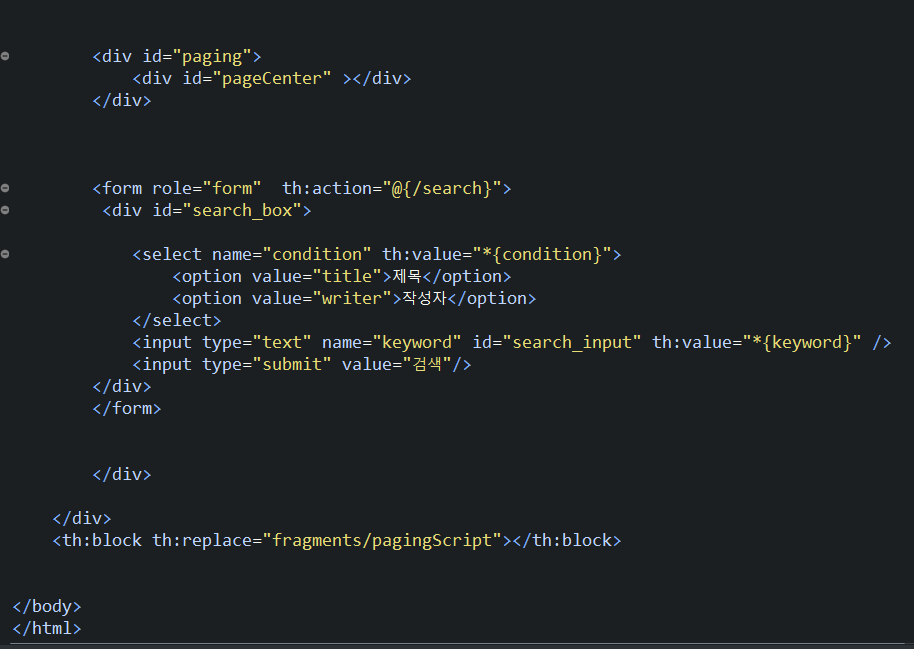 <div id="paging">
<div id="pageCenter" ></div>
</div>
<form role="form"  th:action="@{/search}">
<div id="search_box">
<select name="condition" th:value="*{condition}">
<option value="title">제목</option>
<option value="writer">작성자</option>
</select>
<input type="text" name="keyword" id="search_input" th:value="*{keyword}" />
<input type="submit" value="검색"/>
</div>
</form>
</div>
</div>
<th:block th:replace="fragments/pagingScript"></th:block>
</body>
</html>